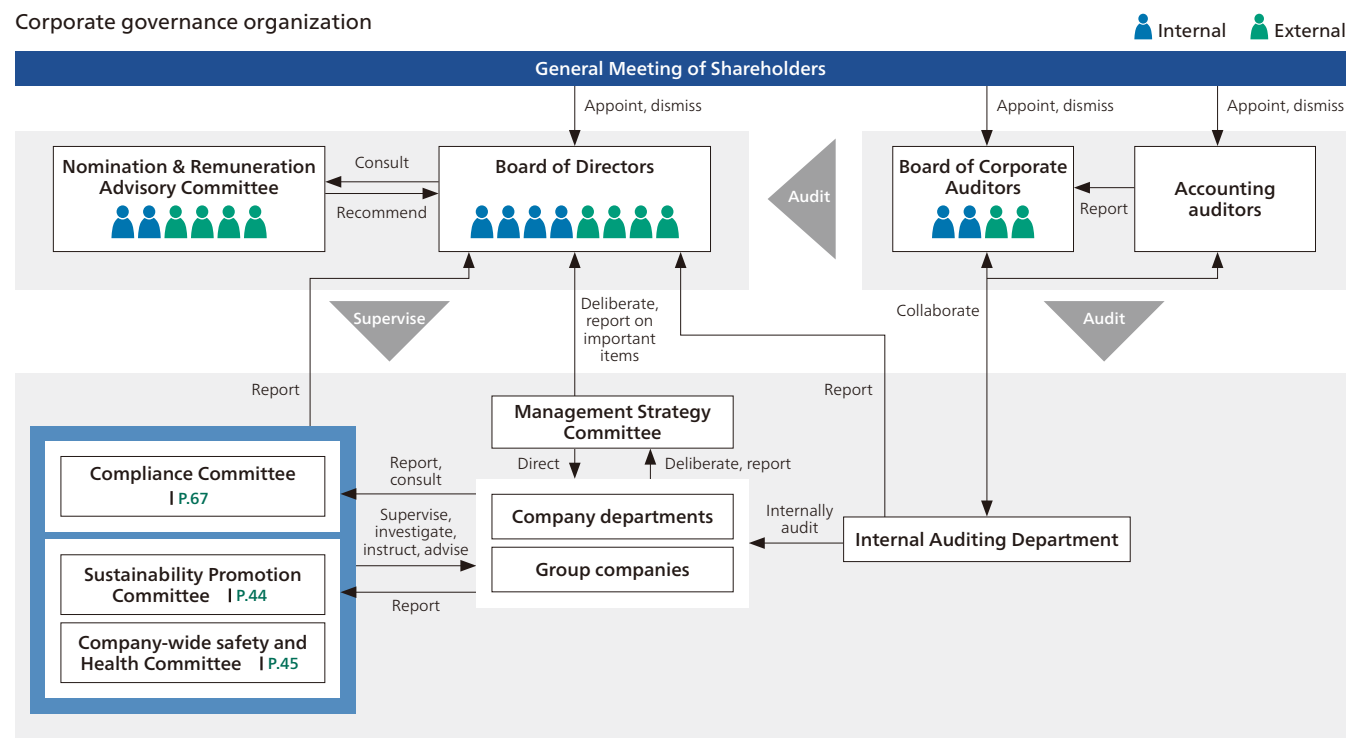 Corporate governance organization
Internal
External
General Meeting of Shareholders
Appoint, dismiss
Appoint, dismiss
Appoint, dismiss
Nomination & Remuneration
Advisory Committee
Consult
Recommend
Board of Directors
Audit
Board of Corporate
Auditors
Report
Accounting
auditors
Supervise
Deliberate,
report on
important
items
Collaborate
Audit
Report
Report
Management Strategy
Committee
Direct
Deliberate, report
Compliance Committee
P.67
Report,
consult
Supervise,
investigate,
instruct, advise
Report
Company departments
Group companies
Internally
audit
Internal Auditing Department
Sustainability Promotion
Committee P.44
Company-wide safety and
Health Committee P.45